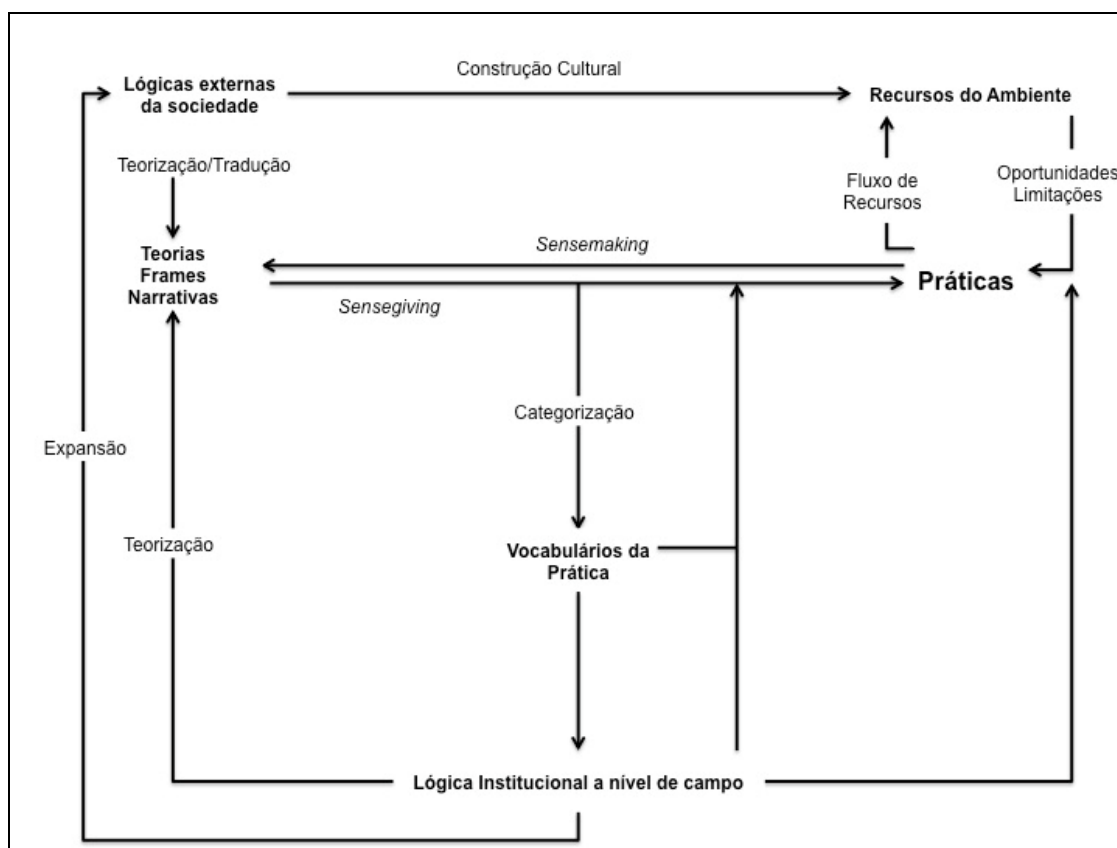 Construção Cultural
Lógicas externas
da sociedade
Recursos do Ambiente
Teorização/Tradução
Fluxo de
Recursos
Oportunidades
Limitações
Teorias
Frames
Narrativas
Sensemaking
Práticas
Sensegiving
Categorização
Expansão
Teorização
Vocabulários da
Prática
Lógica Institucional a nível de campo